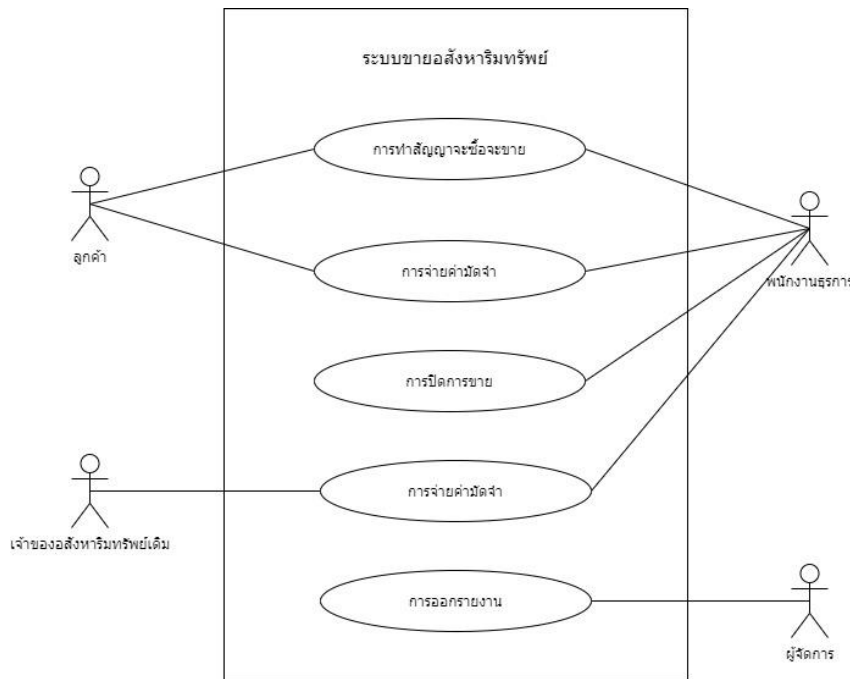 ระบบขายอสังหาริมทรัพย์
การทำสัญญาจะซื้อจะขาย
ลูกค้า
การจ่ายค่ามัดจำ
พนักงานธุรการ
การปิดการขาย
การจ่ายค่ามัดจำ
เจ้าของอสังหาริมทรัพย์เดิม
การออกรายงาน
ผู้จัดการ